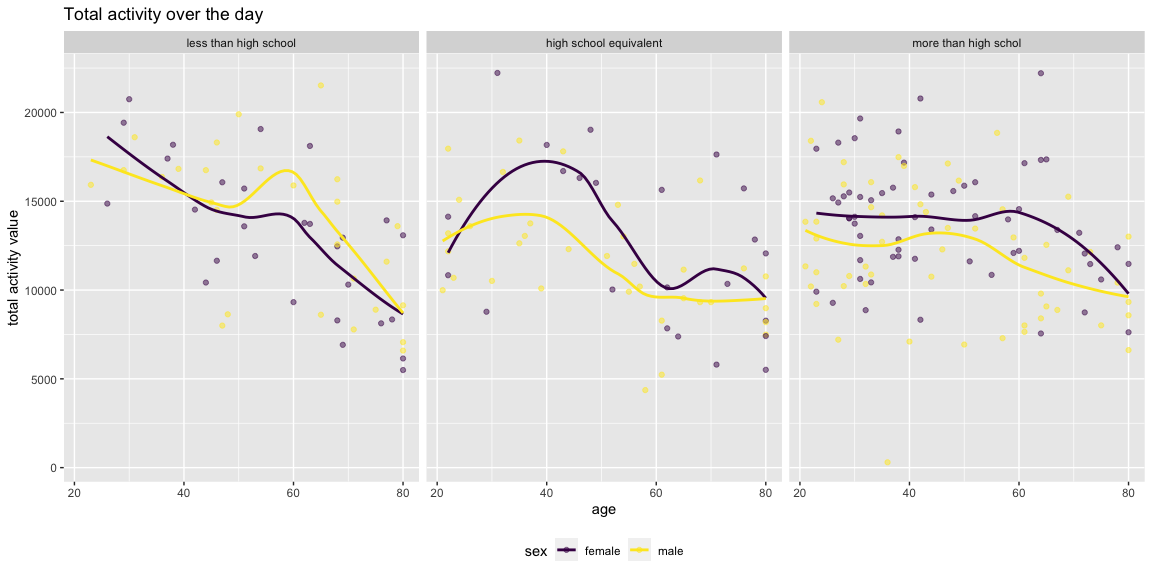 Total activity over the day
less than high school
high school equivalent
more than high schol
total activity value
20000
15000
10000
5000
0
20 40 60 80
20 40 60 80
20 40 60 80
age
sex female male